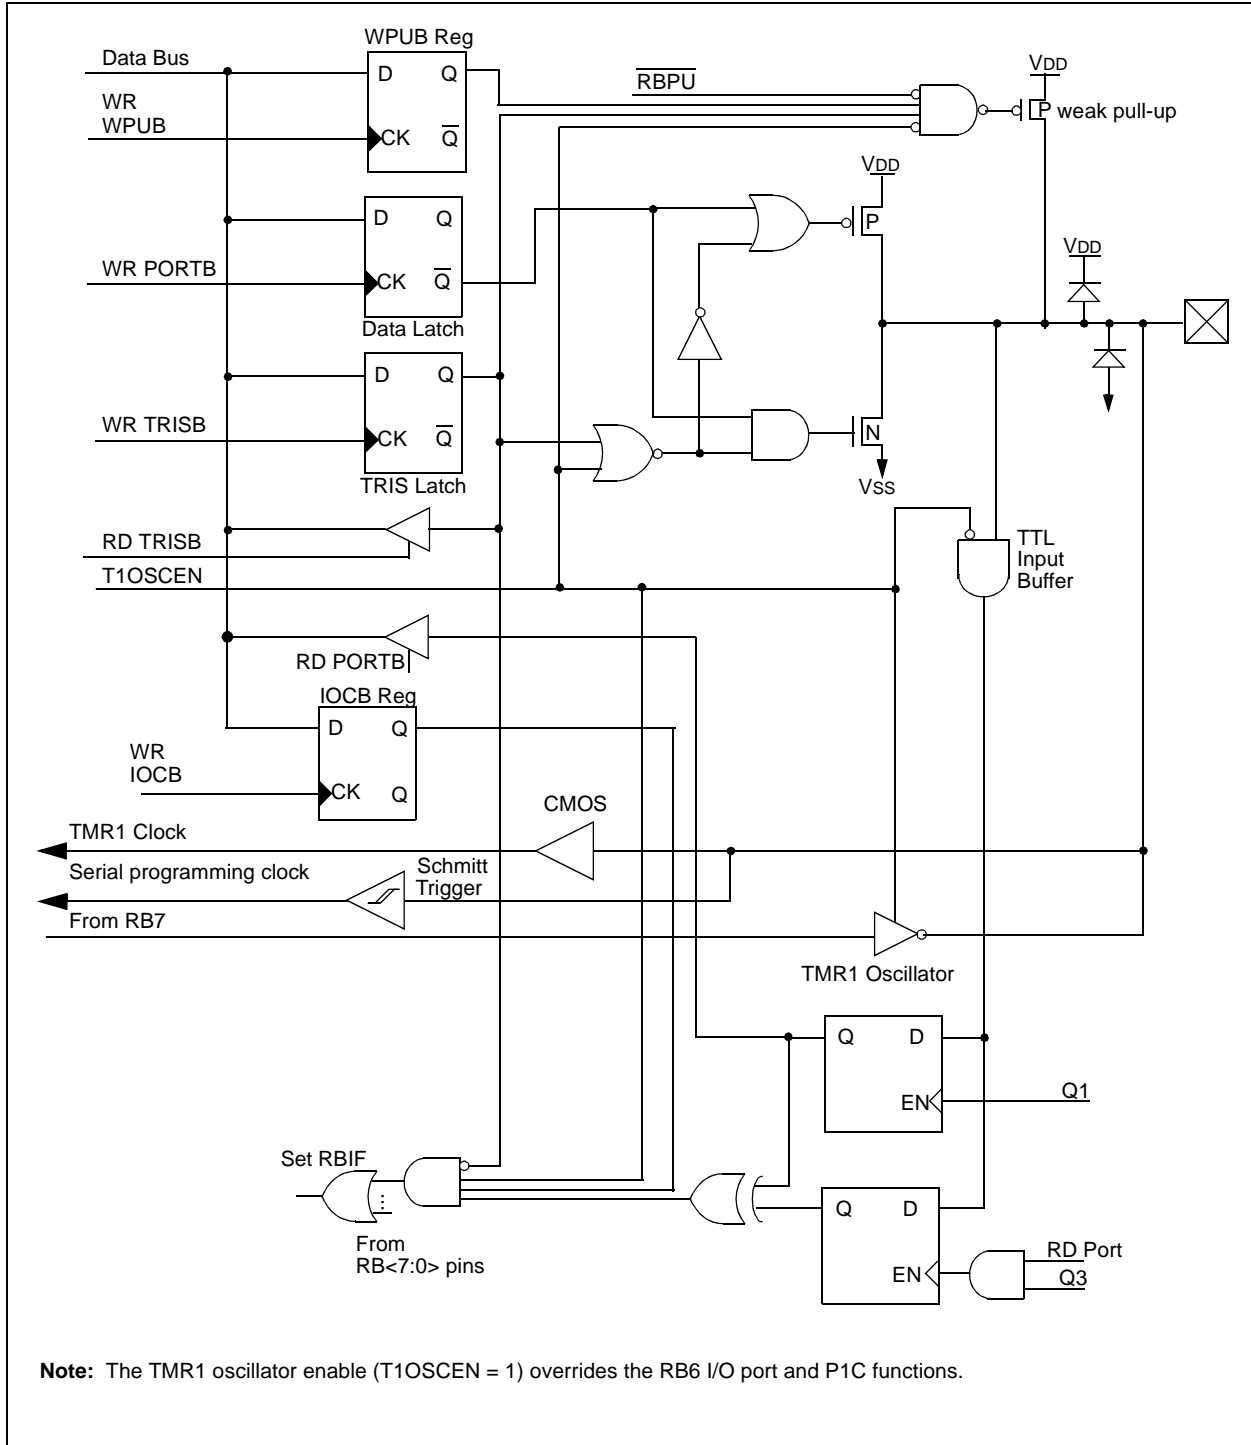 WPUB Reg
Data Bus
D Q
WR
WPUB
CK Q
RBPU
VDD
P weak pull-up
VDD
D Q
P
WR PORTB
CK Q
Data Latch
VDD
D Q
WR TRISB
CK Q
N
TRIS Latch
VSS
RD TRISB
T1OSCEN
TTL
Input
Buffer
RD PORTB
IOCB Reg
D Q
WR
IOCB
CK Q
CMOS
TMR1 Clock
Serial programming clock
Schmitt
Trigger
From RB7
TMR1 Oscillator
Q D
EN
Q1
Set RBIF
Q D
From
RB<7:0> pins
RD Port
EN
Q3
Note: The TMR1 oscillator enable (T1OSCEN = 1) overrides the RB6 I/O port and P1C functions.